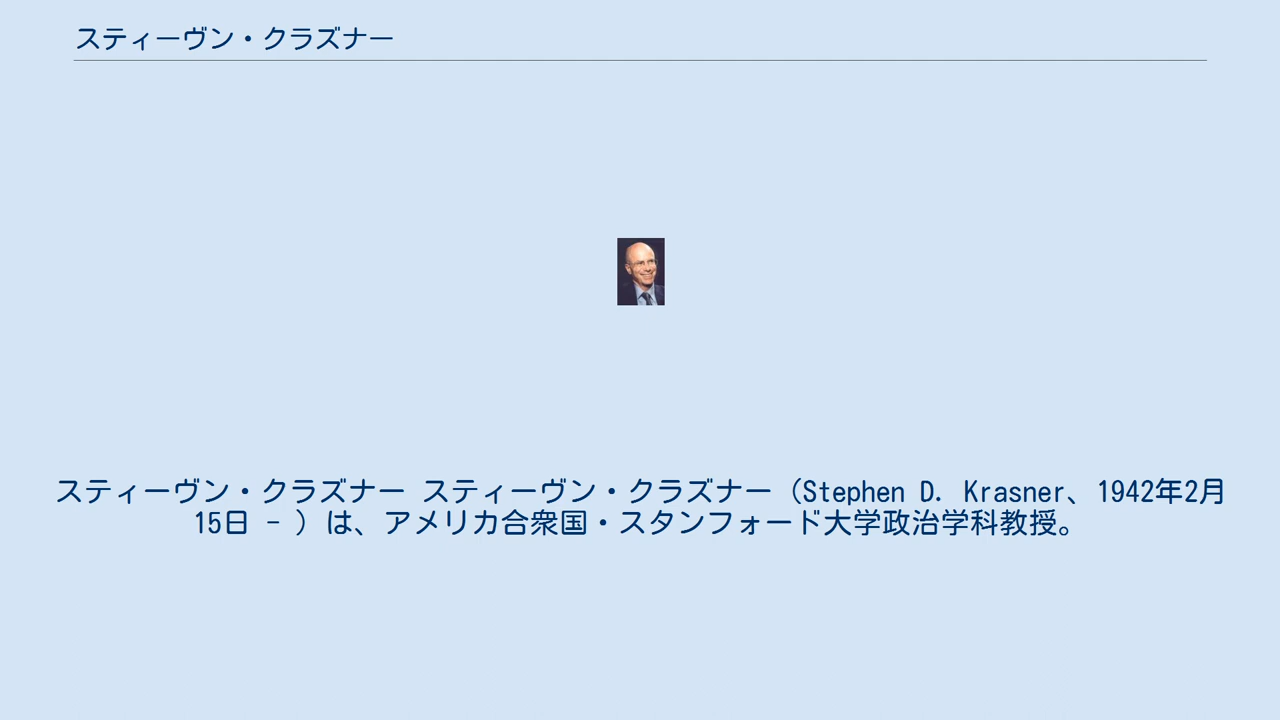 スティーヴン・クラズナー
スティーヴン・クラズナー スティーヴン・クラズナー（Stephen D. Krasner、1942年2月
15日 - ）は、アメリカ合衆国・スタンフォード大学政治学科教授。